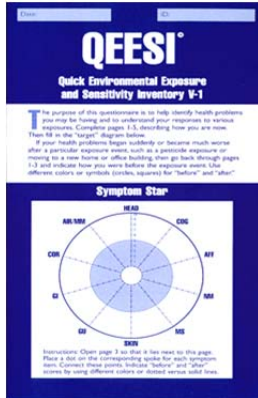 Date:
ID:
QEESI®
Quick Environmental Exposure
and Sensitivity Inventory V-1
The purpose of this questionnaire is to help identify health problems
you may be having and to understand your responses to various
exposures. Complete pages 1-5, describing how you are now.
Then fill in the "target" diagram below.
If your health problems began suddenly or became much worse
after a particular exposure event, such as a pesticide exposure or
moving to a new home or office building, then go back through pages
1-3 and indicate how you were before the exposure event. Use
different colors or symbols (circles, squares) for "before" and "after"
Symptom Star
HEAD
AIR/MM
COG
COR
AFF
GI
NM
GU
MS
SKIN
Instructions: Open page 3 so that it lies next to this page.
Place a dot on the corresponding spoke for each symptom
item. Connect these points. Indicate "before" and "after"
scores by using different colors or dotted versus solid lines.